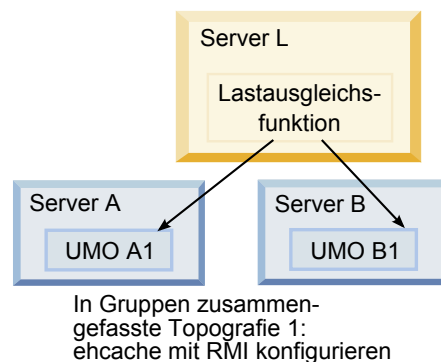 Server L
Lastausgleichs-
funktion
Server A
UMO A1
Server B
UMO B1
In Gruppen zusammen-
gefasste Topografie 1:
ehcache mit RMI konfigurieren